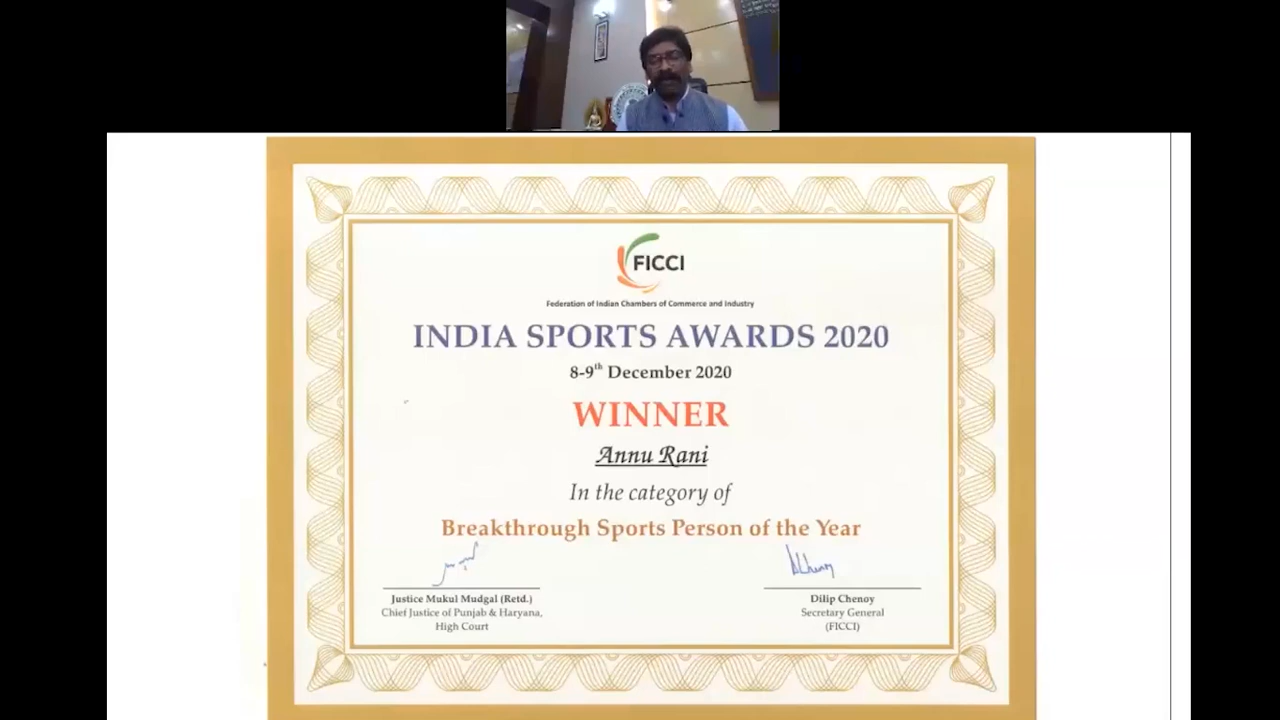 FICCI
Federation of Indian Chambers of Commerce and Industry
INDIA SPORTS AWARDS 2020
8-9th December 2020
WINNER
Annu Rani
In the category of
Breakthrough Sports Person of the Year
Justice Mukul Mudgal (Retd.)
Chief Justice of Punjab & Haryana,
High Court
Dilip Chenoy
Secretary General
(FICCI)